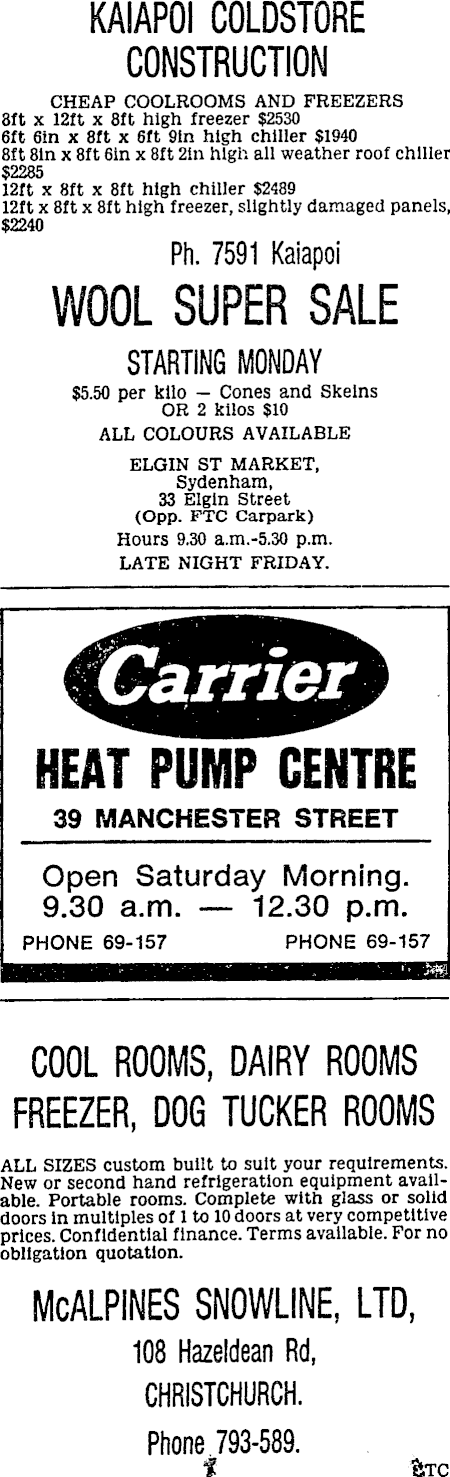 KAIAPOI COLDSTORE
CONSTRUCTION
CHEAP COOLROOMS AND FREEZERS
8ft x 12ft x 8ft high freezer $2530
6ft 6in x 8ft x 6ft 9in high chiller $1940
8ft 8in x 8ft 6in x 8ft 2in high all weather roof chiller
$2285
12ft x 8ft x 8ft high chiller $2489
12ft x 8ft x 8ft high freezer, slightly damaged panels,
$2240
Ph. 7591 Kaiapoi
WOOL SUPER SALE
STARTING MONDAY
$5.50 per kilo — Cones and Skeins
OR 2 kilos $10
ALL COLOURS AVAILABLE
ELGIN ST MARKET,
Sydenham,
33 Elgin Street
(Opp. FTC Carpark)
Hours 9.30 a.m.-5.30 p.m.
LATE NIGHT FRIDAY.
Carrier
HEAT PUMP CENTRE
39 MANCHESTER STREET
Open Saturday Morning.
9.30 a.m. — 12.30 p.m.
PHONE 69-157 PHONE 69-157
COOL ROOMS, DAIRY ROOMS
FREEZER, DOG TUCKER ROOMS
ALL SIZES custom built to suit your requirements.
New or second hand refrigeration equipment avail-
able. Portable rooms. Complete with glass or solid
doors in multiples of 1 to 10 doors at very competitive
prices. Confidential finance. Terms available. For no
obligation quotation.
McALPINES SNOWLINE, LTD,
108 Hazeldean Rd,
CHRISTCHURCH.
Phone 793-589.